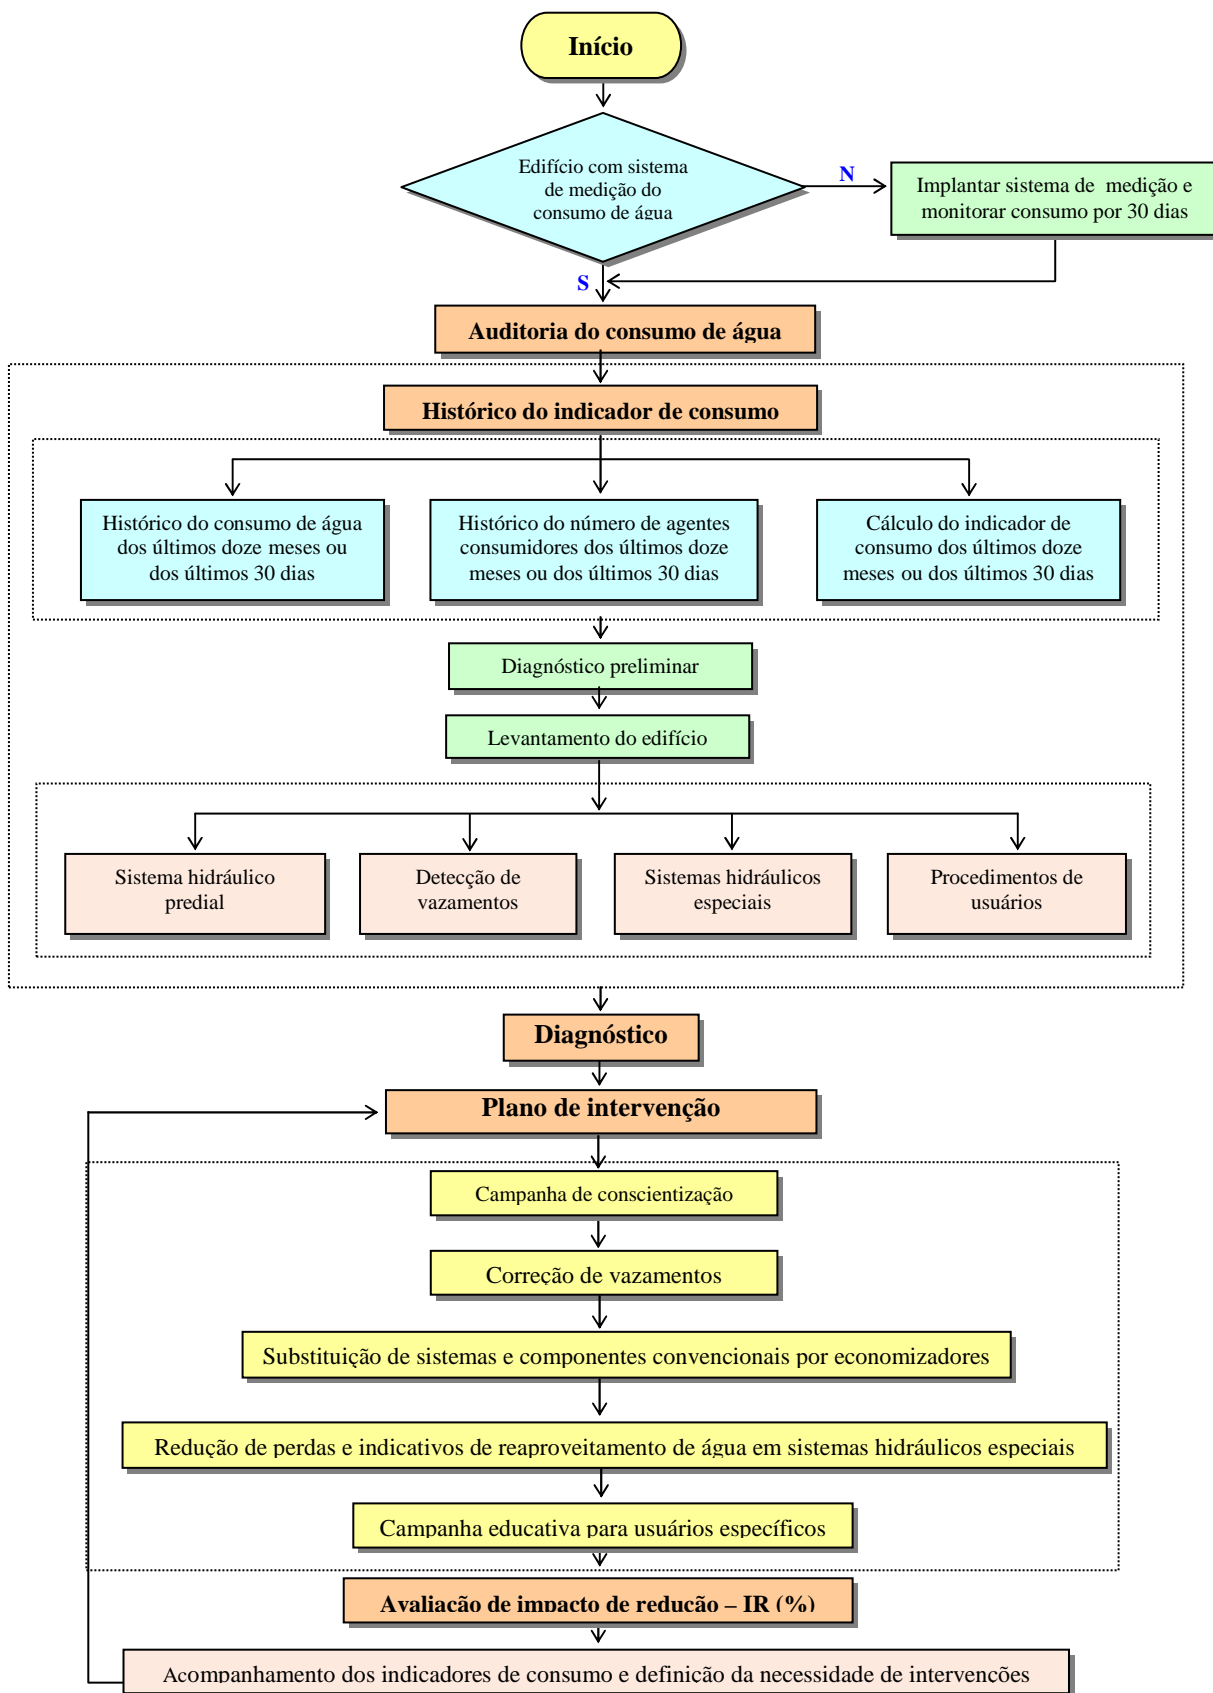 Início
Edifício com sistema
de medição do
consumo de água
N
Implantar sistema de medição e
monitorar consumo por 30 dias
S
Auditoria do consumo de água
Histórico do indicador de consumo
Histórico do consumo de água
dos últimos doze meses ou
dos últimos 30 dias
Histórico do número de agentes
consumidores dos últimos doze
meses ou dos últimos 30 dias
Cálculo do indicador de
consumo dos últimos doze
meses ou dos últimos 30 dias
Diagnóstico preliminar
Levantamento do edifício
Sistema hidráulico
predial
Detecção de
vazamentos
Sistemas hidráulicos
especiais
Procedimentos de
usuários
Diagnóstico
Plano de intervenção
Campanha de conscientização
Correção de vazamentos
Substituição de sistemas e componentes convencionais por economizadores
Redução de perdas e indicativos de reaproveitamento de água em sistemas hidráulicos especiais
Campanha educativa para usuários específicos
Avaliação de impacto de redução – IR (%)
Acompanhamento dos indicadores de consumo e definição da necessidade de intervenções